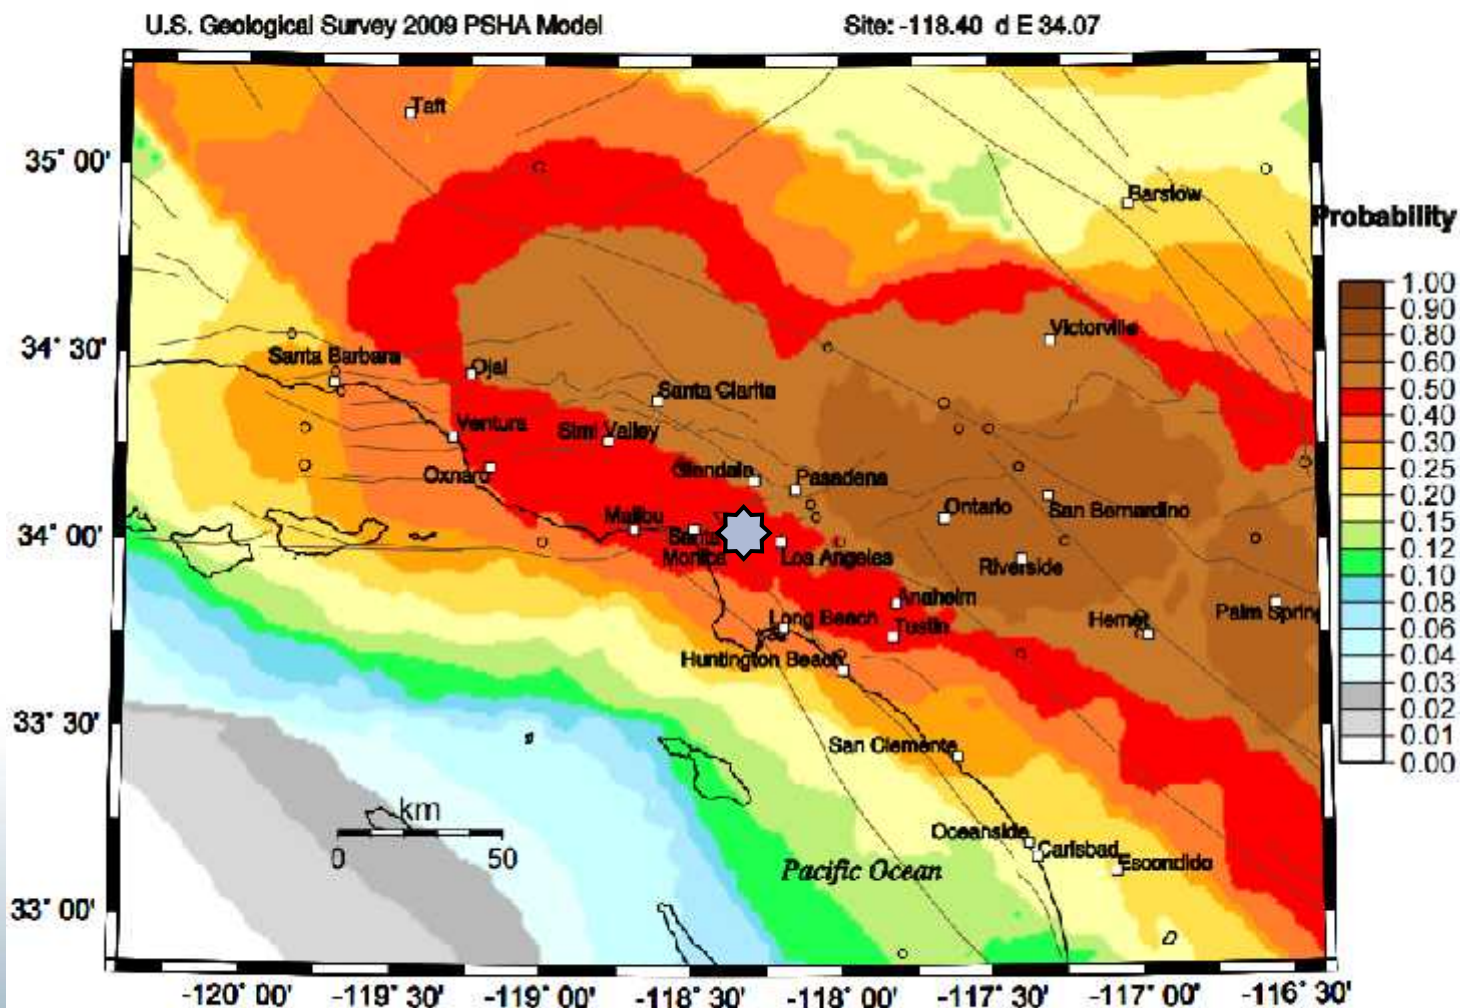 U.S. Geological Survey 2009 PSHA Model
Site: -118.40 d E 34.07
Taft
35° 00'
Barstow
Probability
1.00
0.90
0.80
0.60
0.50
0.40
0.30
0.25
0.20
0.15
0.12
0.10
0.08
0.06
0.04
0.03
0.02
0.01
0.00
Victorville
34° 30'
Santa Barbara
Ojai
Santa Clarita
Ventura
Simi Valley
Glendale
Pasadena
Oxnard
Ontario
San Bernardino
34° 00'
Malibu
Santa
Monica
Los Angeles
Riverside
Anaheim
Long Beach
Tustin
Hemet
Palm Spring
Huntington Beach
33° 30'
San Clemente
km
0 50
Oceanside
Carlsbad
Escondido
Pacific Ocean
33° 00'
-120° 00' -119° 30' -119° 00' -118° 30' -118° 00' -117° 30' -117° 00' -116° 30'